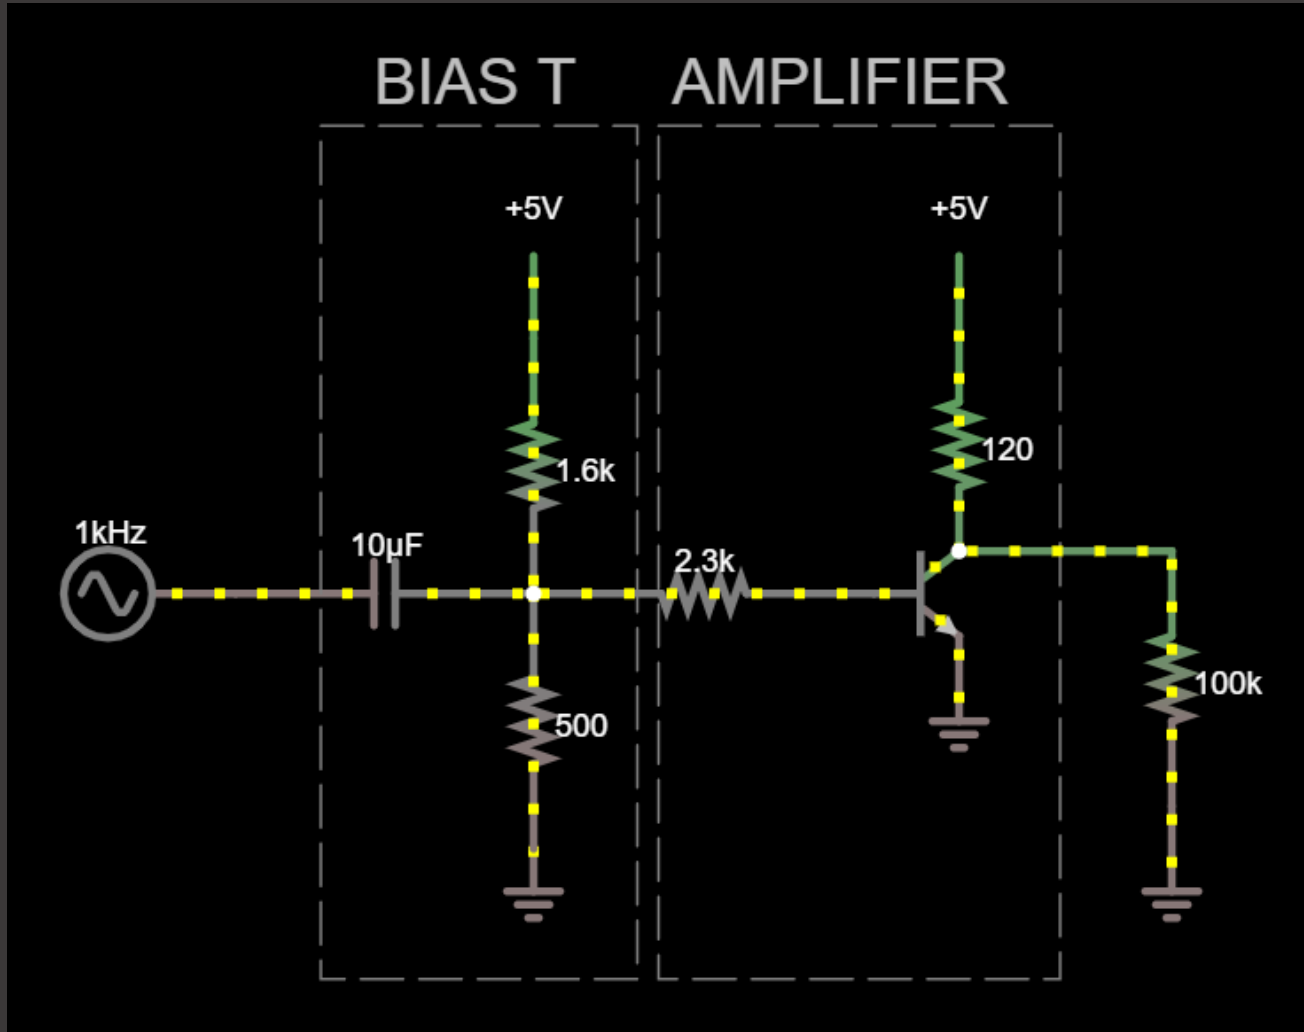 BIAS T
AMPLIFIER
+5V
+5V
120
1.6k
1kHz
10µF
2.3k
100k
500